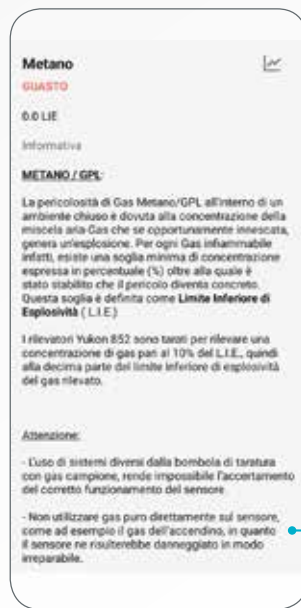 Metano
GUASTO
0.0 LIE
Informativa
METANO / GPL:
La pericolosità di Gas Metano/GPL all'interno di un
ambiente chiuso è dovuta alla concentrazione della
miscela aria-Gas che se opportunamente innescata,
genera un'esplosione. Per ogni Gas infiammabile
infatti, esiste una soglia minima di concentrazione
espressa in percentuale (%) oltre alla quale è
stato stabilito che il pericolo diventa concreto.
Questa soglia è definita come Limite Inferiore di
Esplosività ( L.I.E.)
I rilevatori Yukon 852 sono tarati per rilevare una
concentrazione di gas pari al 10% del L.I.E., quindi
alla decima parte del limite inferiore di esplosività
del gas rilevato.
Attenzione:
- L'uso di sistemi diversi dalla bombola di taratura
con gas campione, rende impossibile l'accertamento
del corretto funzionamento del sensore.
- Non utilizzare gas puro direttamente sul sensore,
come ad esempio il gas dell'accendino, in quanto
il sensore ne risulterebbe danneggiato in modo
irreparabile.